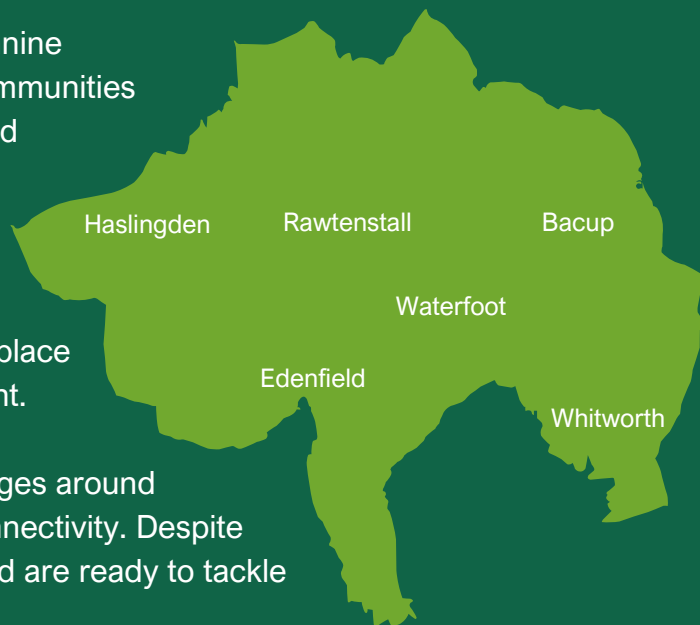 nine
mmunities
d
Haslingden
Rawtenstall
Bacup
Waterfoot
place
Edenfield
nt.
Whitworth
ges around
nnectivity. Despite
d are ready to tackle